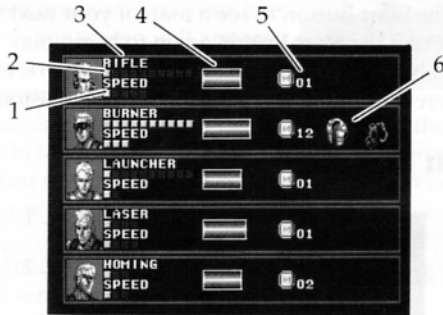 3
4
5
2
RIFLE
SPEED
01
6
1
BURNER
SPEED
12
LAUNCHER
SPEED
01
LASER
SPEED
01
HOMING
SPEED
02